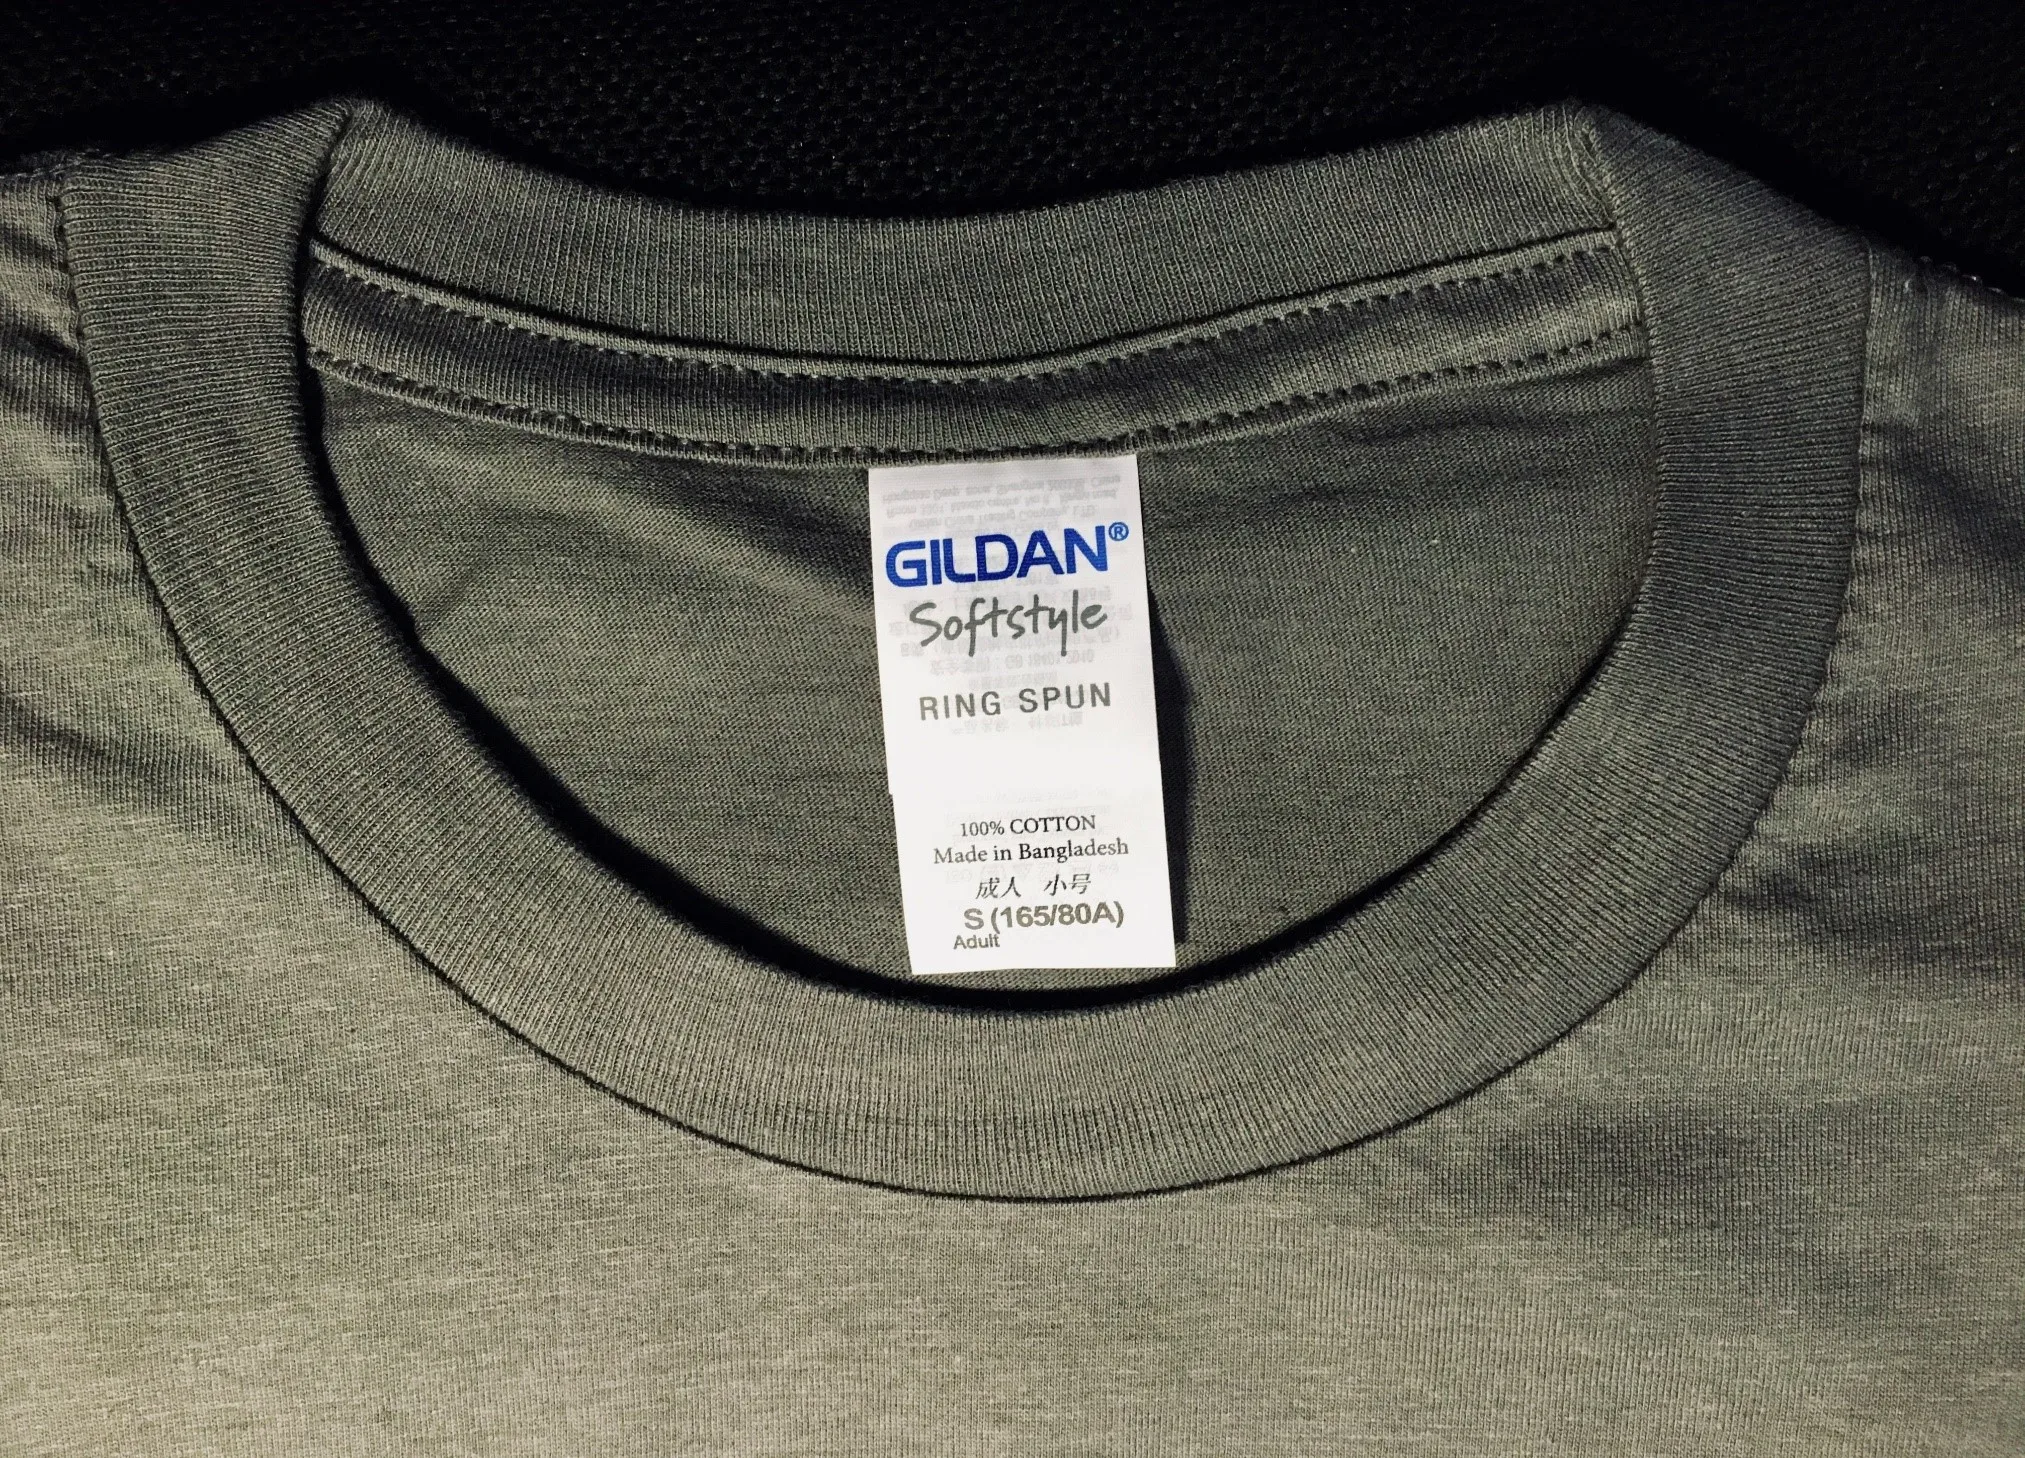 GILDAN®
Softstyle
RING SPUN
100% COTTON
Made in Bangladesh
成人 小号
S (165/80A)
Adult